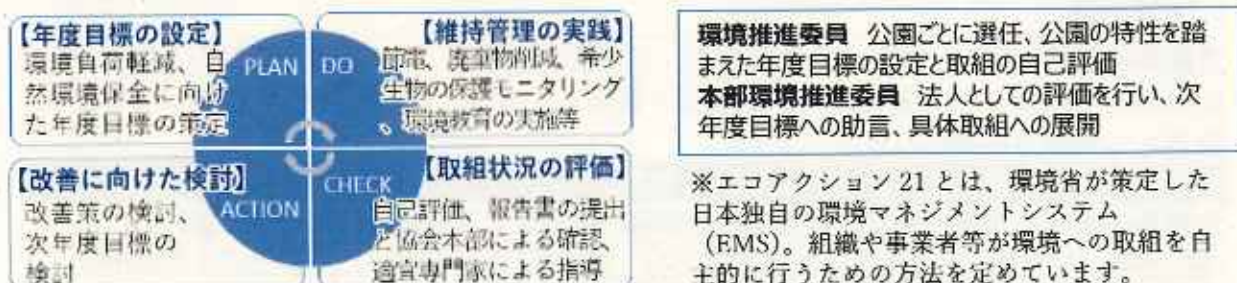 【年度目標の設定】
環境負荷軽減、自
然環境保全に向け
た年度目標の策定
PLAN
DO
【維持管理の実践】
節電、廃棄物削減、希少
生物の保護モニタリング
、環境教育の実施等
【改善に向けた検討】
改善策の検討、
次年度目標の
検討
ACTION
CHECK
【取組状況の評価】
自己評価、報告書の提出
と協会本部による確認、
適宜専門家による指導
環境推進委員 公園ごとに選任、公園の特性を踏
まえた年度目標の設定と取組の自己評価
本部環境推進委員 法人としての評価を行い、次
年度目標への助言、具体取組への展開
※エコアクション 21 とは、環境省が策定した
日本独自の環境マネジメントシステム
（EMS）。組織や事業者等が環境への取組を自
主的に行うための方法を定めています。